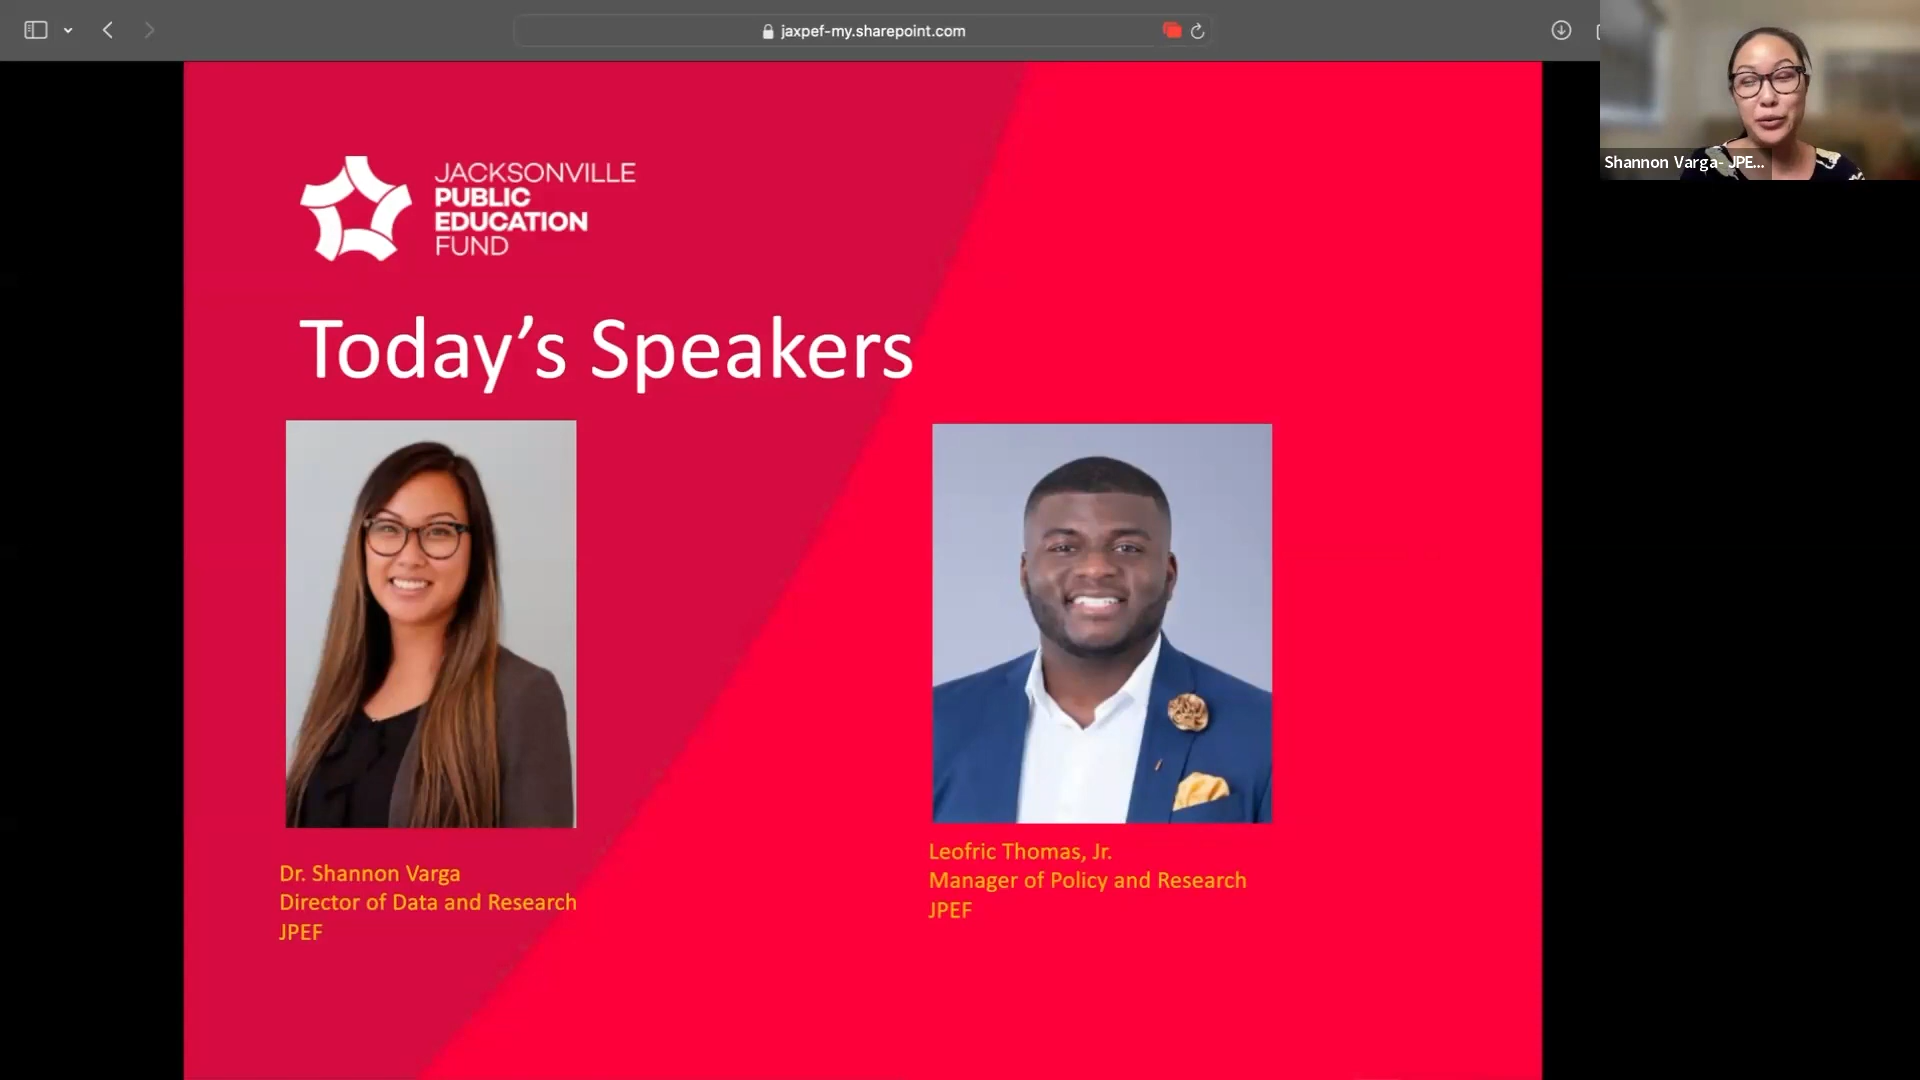 jaxpef-my.sharepoint.com
Shannon Varga- JPE...
JACKSONVILLE
PUBLIC
EDUCATION
FUND
Today’s Speakers
Dr. Shannon Varga
Director of Data and Research
JPEF
Leofric Thomas, Jr.
Manager of Policy and Research
JPEF